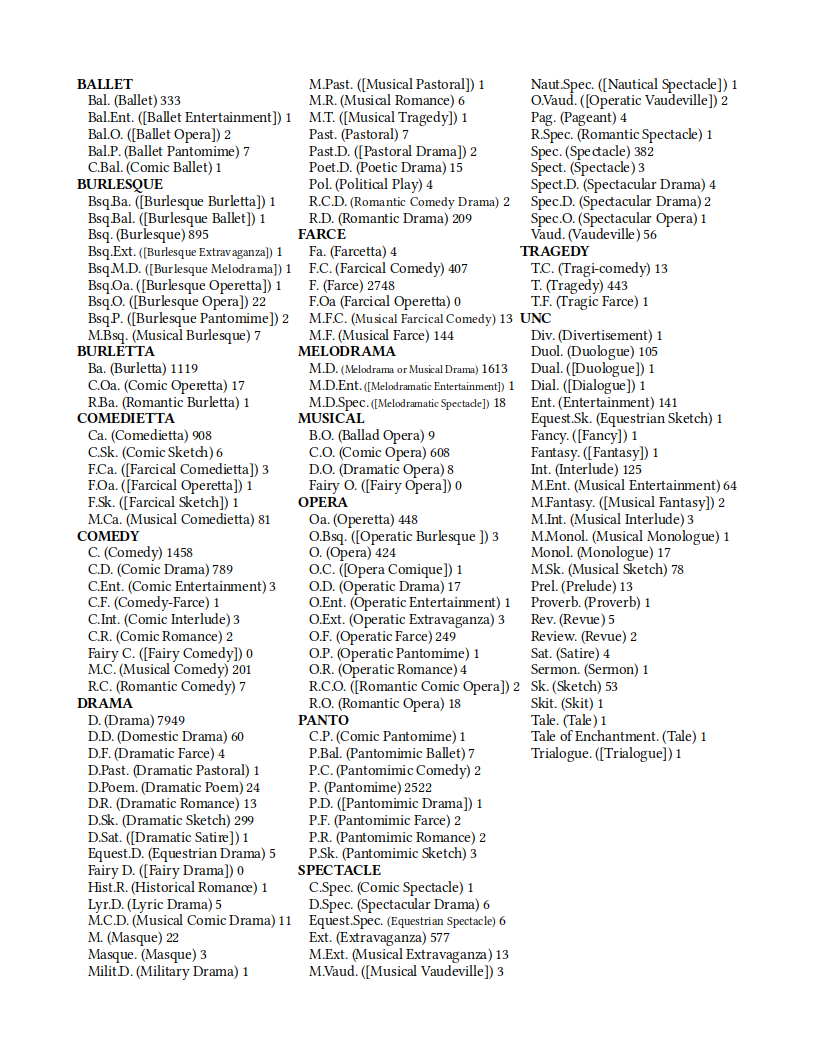 BALLET
Bal. (Ballet) 333
Bal.Ent. ([Ballet Entertainment]) 1
Bal.O. ([Ballet Opera]) 2
Bal.P. (Ballet Pantomime) 7
C.Bal. (Comic Ballet) 1
BURLESQUE
Bsq.Ba. ([Burlesque Burletta]) 1
Bsq.Bal. ([Burlesque Ballet]) 1
Bsq. (Burlesque) 895
Bsq.Ext. ([Burlesque Extravaganza]) 1
Bsq.M.D. ([Burlesque Melodrama]) 1
Bsq.Oa. ([Burlesque Operetta]) 1
Bsq.O. ([Burlesque Opera]) 22
Bsq.P. ([Burlesque Pantomime]) 2
M.Bsq. (Musical Burlesque) 7
BURLETTA
Ba. (Burletta) 1119
C.Oa. (Comic Operetta) 17
R.Ba. (Romantic Burletta) 1
COMEDIETTA
Ca. (Comedietta) 908
C.Sk. (Comic Sketch) 6
F.Ca. ([Farcical Comedietta]) 3
F.Oa. ([Farcical Operetta]) 1
F.Sk. ([Farcical Sketch]) 1
M.Ca. (Musical Comedietta) 81
COMEDY
C. (Comedy) 1458
C.D. (Comic Drama) 789
C.Ent. (Comic Entertainment) 3
C.F. (Comedy-Farce) 1
C.Int. (Comic Interlude) 3
C.R. (Comic Romance) 2
Fairy C. ([Fairy Comedy]) 0
M.C. (Musical Comedy) 201
R.C. (Romantic Comedy) 7
DRAMA
D. (Drama) 7949
D.D. (Domestic Drama) 60
D.F. (Dramatic Farce) 4
D.Past. (Dramatic Pastoral) 1
D.Poem. (Dramatic Poem) 24
D.R. (Dramatic Romance) 13
D.Sk. (Dramatic Sketch) 299
D.Sat. ([Dramatic Satire]) 1
Equest.D. (Equestrian Drama) 5
Fairy D. ([Fairy Drama]) 0
Hist.R. (Historical Romance) 1
Lyr.D. (Lyric Drama) 5
M.C.D. (Musical Comic Drama) 11
M. (Masque) 22
Masque. (Masque) 3
Milit.D. (Military Drama) 1
M.Past. ([Musical Pastoral]) 1
M.R. (Musical Romance) 6
M.T. ([Musical Tragedy]) 1
Past. (Pastoral) 7
Past.D. ([Pastoral Drama]) 2
Poet.D. (Poetic Drama) 15
Pol. (Political Play) 4
R.C.D. (Romantic Comedy Drama) 2
R.D. (Romantic Drama) 209
FARCE
Fa. (Farcetta) 4
F.C. (Farcical Comedy) 407
F. (Farce) 2748
F.Oa (Farcical Operetta) 0
M.F.C. (Musical Farcical Comedy) 13
M.F. (Musical Farce) 144
MELODRAMA
M.D. (Melodrama or Musical Drama) 1613
M.D.Ent. ([Melodramatic Entertainment]) 1
M.D.Spec. ([Melodramatic Spectacle]) 18
MUSICAL
B.O. (Ballad Opera) 9
C.O. (Comic Opera) 608
D.O. (Dramatic Opera) 8
Fairy O. ([Fairy Opera]) 0
OPERA
Oa. (Operetta) 448
O.Bsq. ([Operatic Burlesque ]) 3
O. (Opera) 424
O.C. ([Opera Comique]) 1
O.D. (Operatic Drama) 17
O.Ent. (Operatic Entertainment) 1
O.Ext. (Operatic Extravaganza) 3
O.F. (Operatic Farce) 249
O.P. (Operatic Pantomime) 1
O.R. (Operatic Romance) 4
R.C.O. ([Romantic Comic Opera]) 2
R.O. (Romantic Opera) 18
PANTO
C.P. (Comic Pantomime) 1
P.Bal. (Pantomimic Ballet) 7
P.C. (Pantomimic Comedy) 2
P. (Pantomime) 2522
P.D. ([Pantomimic Drama]) 1
P.F. (Pantomimic Farce) 2
P.R. (Pantomimic Romance) 2
P.Sk. (Pantomimic Sketch) 3
SPECTACLE
C.Spec. (Comic Spectacle) 1
D.Spec. (Spectacular Drama) 6
Equest.Spec. (Equestrian Spectacle) 6
Ext. (Extravaganza) 577
M.Ext. (Musical Extravaganza) 13
M.Vaud. ([Musical Vaudeville]) 3
Naut.Spec. ([Nautical Spectacle]) 1
O.Vaud. ([Operatic Vaudeville]) 2
Pag. (Pageant) 4
R.Spec. (Romantic Spectacle) 1
Spec. (Spectacle) 382
Spect. (Spectacle) 3
Spect.D. (Spectacular Drama) 4
Spec.D. (Spectacular Drama) 2
Spec.O. (Spectacular Opera) 1
Vaud. (Vaudeville) 56
TRAGEDY
T.C. (Tragi-comedy) 13
T. (Tragedy) 443
T.F. (Tragic Farce) 1
UNC
Div. (Divertisement) 1
Duol. (Duologue) 105
Dual. ([Duologue]) 1
Dial. ([Dialogue]) 1
Ent. (Entertainment) 141
Equest.Sk. (Equestrian Sketch) 1
Fancy. ([Fancy]) 1
Fantasy. ([Fantasy]) 1
Int. (Interlude) 125
M.Ent. (Musical Entertainment) 64
M.Fantasy. ([Musical Fantasy]) 2
M.Int. (Musical Interlude) 3
M.Monol. (Musical Monologue) 1
Monol. (Monologue) 17
M.Sk. (Musical Sketch) 78
Prel. (Prelude) 13
Proverb. (Proverb) 1
Rev. (Revue) 5
Review. (Revue) 2
Sat. (Satire) 4
Sermon. (Sermon) 1
Sk. (Sketch) 53
Skit. (Skit) 1
Tale. (Tale) 1
Tale of Enchantment. (Tale) 1
Trialogue. ([Trialogue]) 1